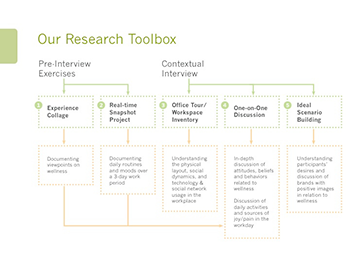 Our Research Toolbox
Pre-Interview
Exercises
Contextual
Interview
1
Experience
Collage
2
Real-time
Snapshot
Project
3
Office Tour/
Workspace
Inventory
4
One-on-One
Discussion
5
Ideal
Scenario
Building
Documenting
viewpoints on
wellness
Documenting
daily routines
and moods over
a 3-day work
period
Understanding
the physical
layout, social
dynamics, and
technology &
social network
usage in the
workplace
In-depth
discussion of
attitudes, beliefs
and behaviors
related to
wellness
Discussion of
daily activities
and sources of
joy/pain in the
workday
Understanding
participants'
desires and
discussion of
brands with
positive images
in relation to
wellness